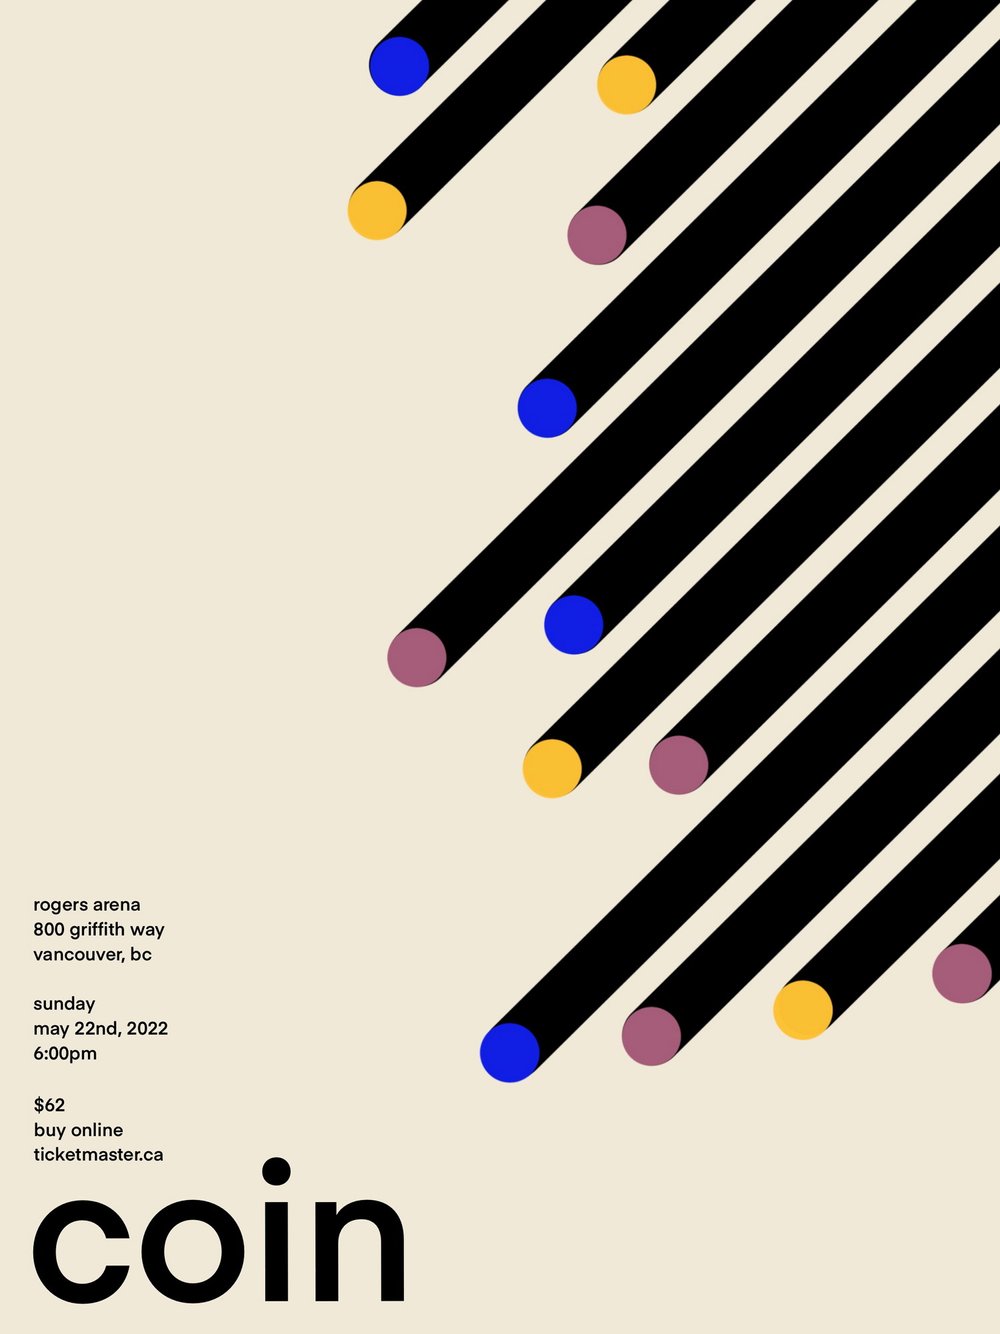 rogers arena
800 griffith way
vancouver, bc
sunday
may 22nd, 2022
6:00pm
$62
buy online
ticketmaster.ca
coin